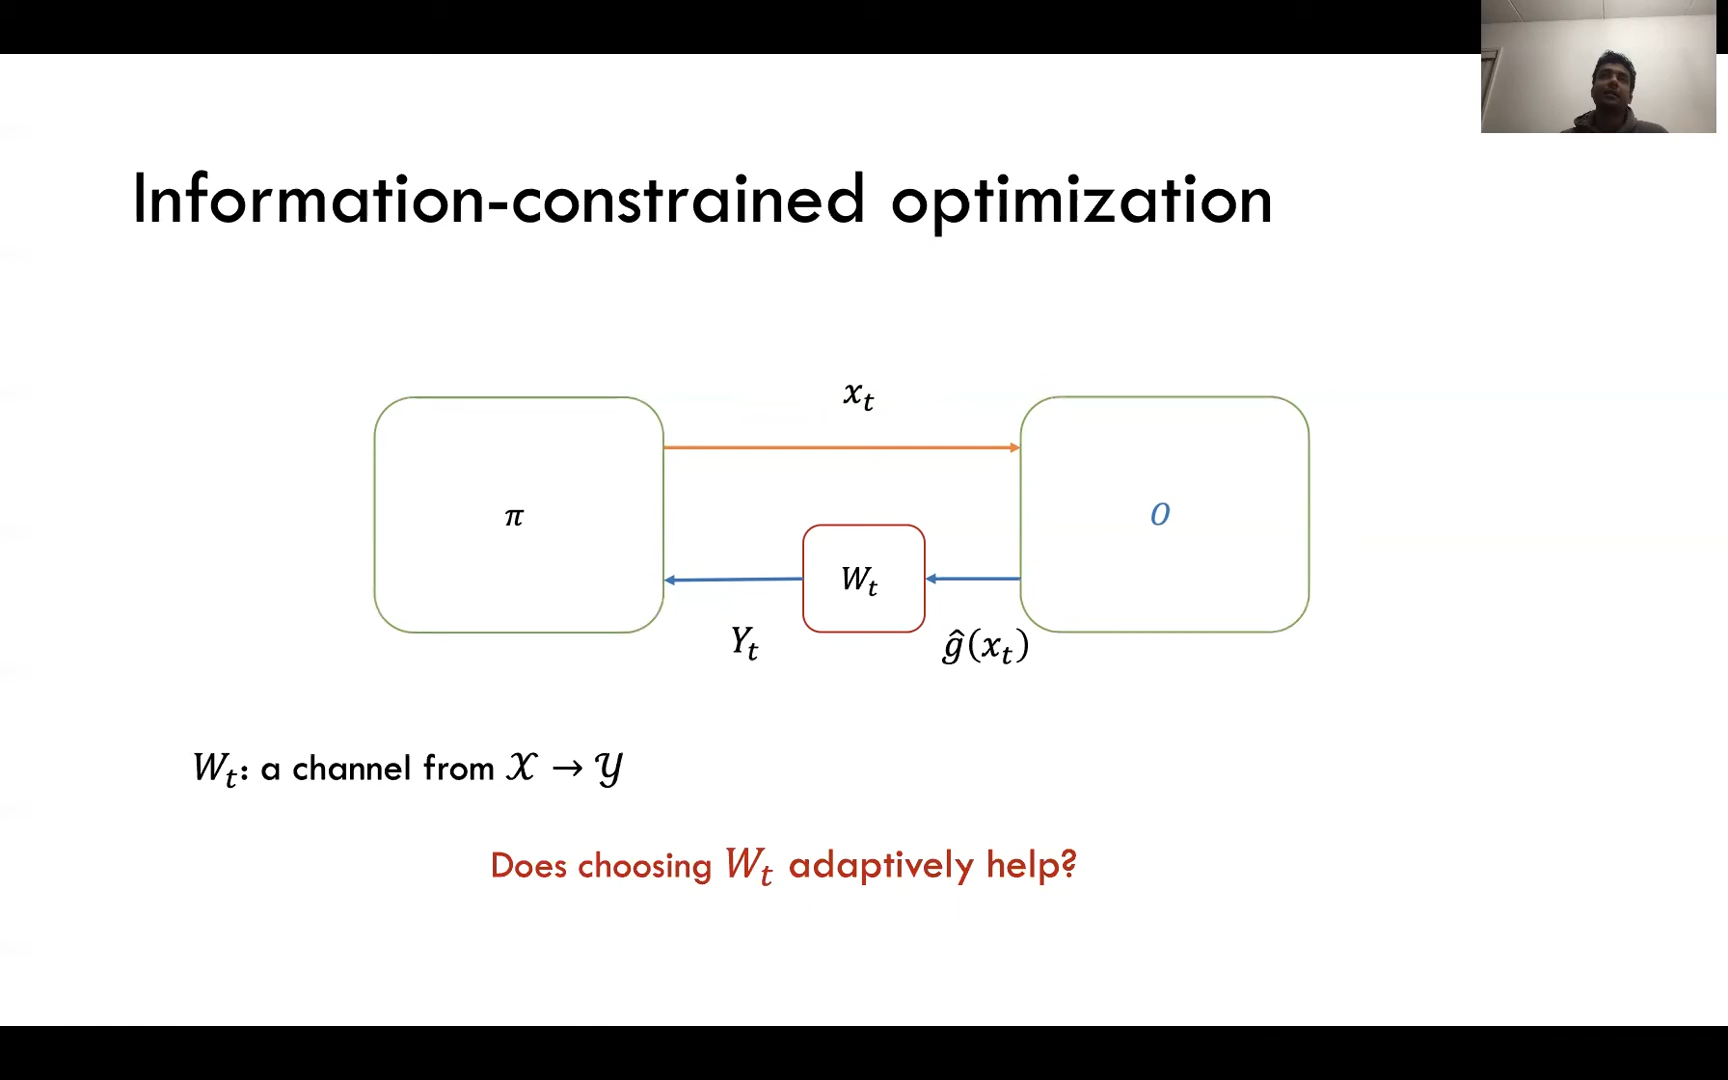 Information-constrained optimization
x_t
π
O
W_t
Y_t
ĝ(x_t)
W_t: a channel from 𝒳 → 𝒴
Does choosing W_t adaptively help?